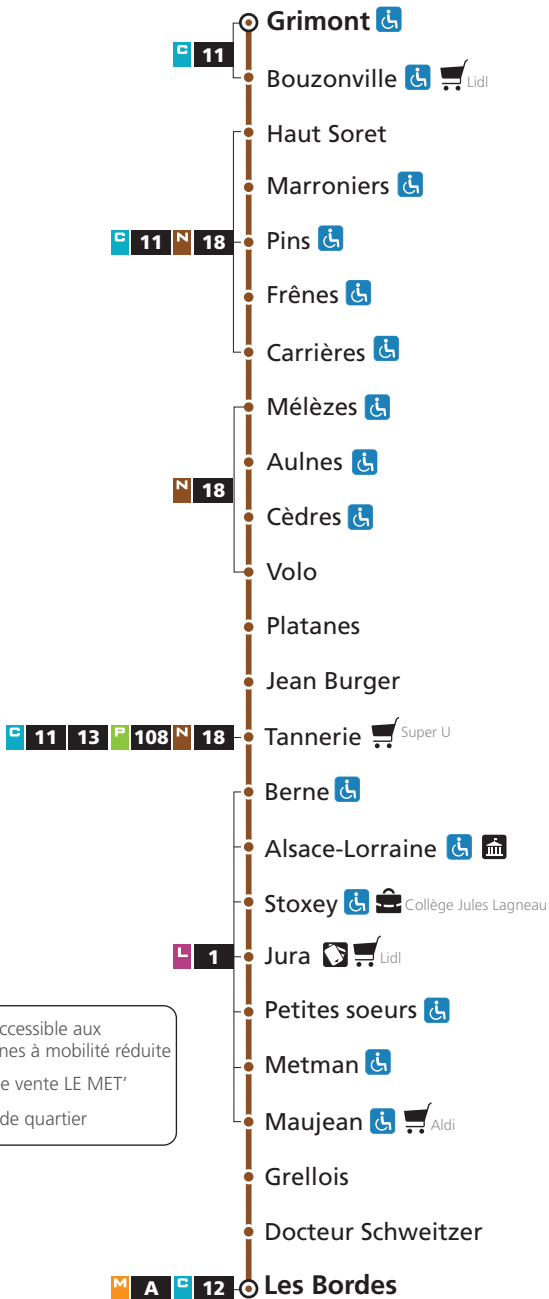 Grimont
C 11
Bouzonville Lidl
Haut Soret
Marroniers
C 11 N 18 Pins
Frênes
Carrières
Mélèzes
Aulnes
N 18
Cèdres
Volo
Platanes
Jean Burger
C 11 13 P 108 N 18 Tannerie Super U
Berne
Alsace-Lorraine
Stoxey Collège Jules Lagneau
L 1 Jura Lidl
Petites soeurs
ccessible aux
nes à mobilité réduite
Metman
e vente LE MET’
de quartier
Maujean Aldi
Grellois
Docteur Schweitzer
M A C 12 Les Bordes